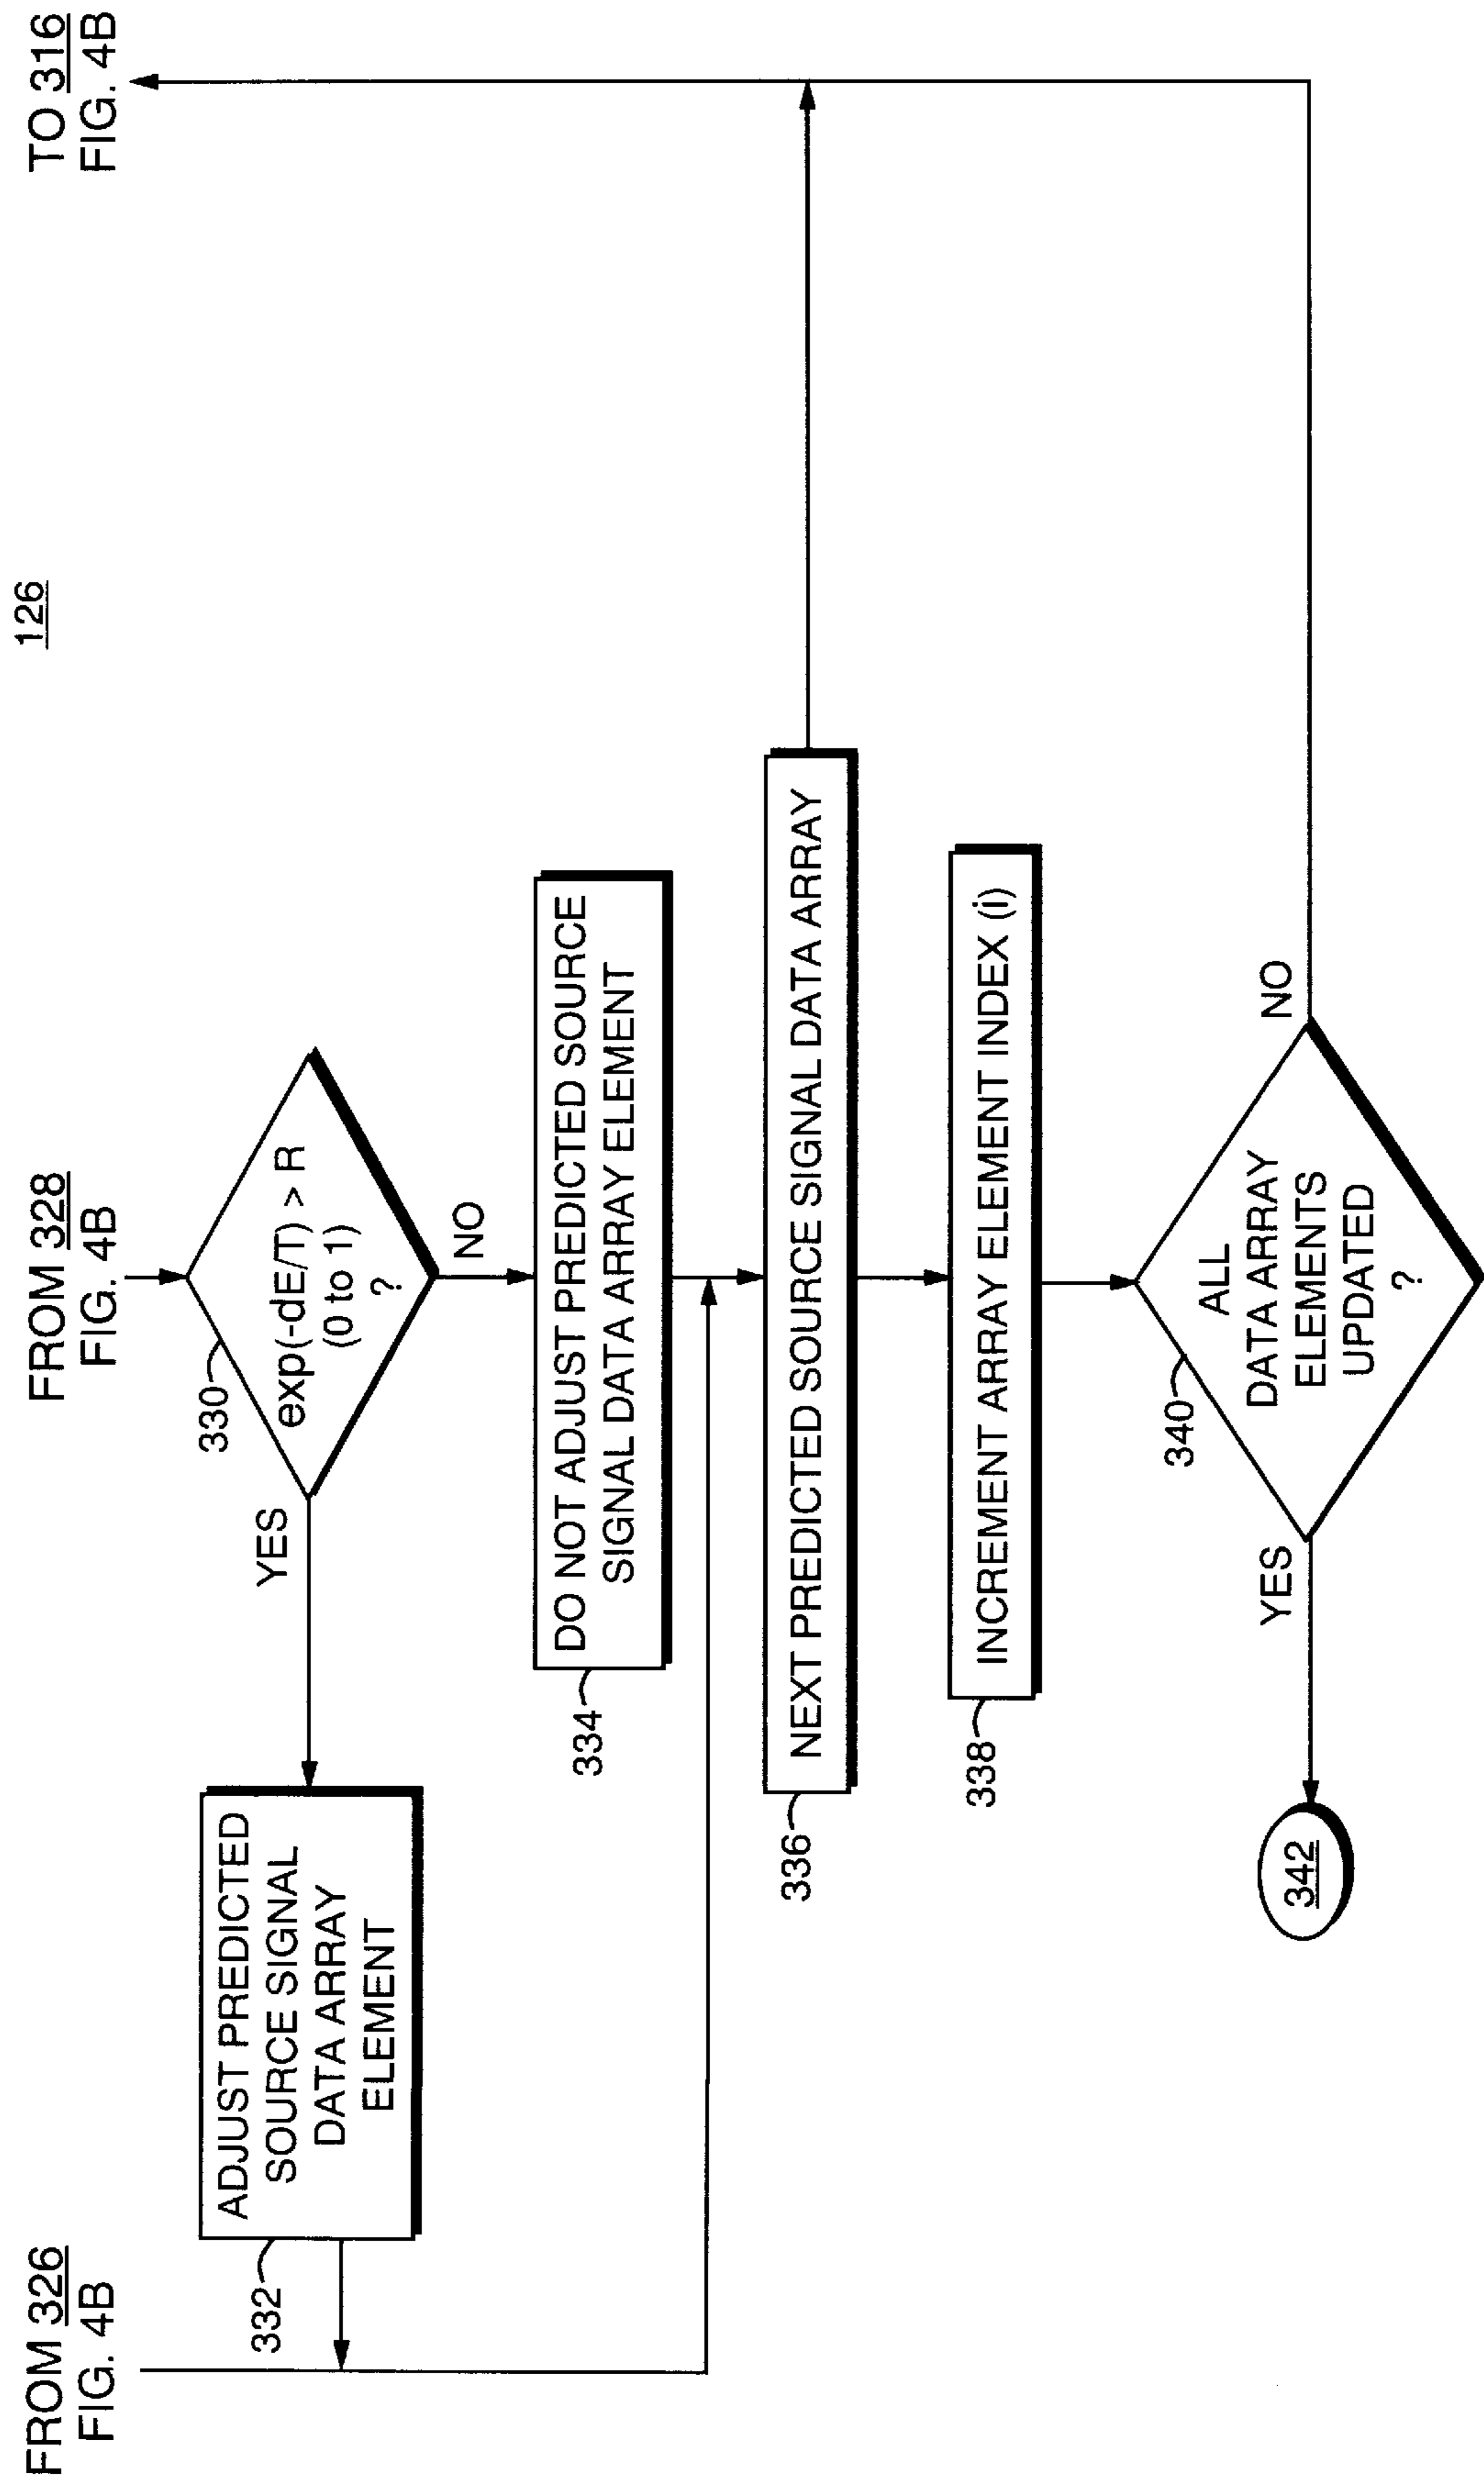 126
FROM 326
FIG. 4B
FROM 328
FIG. 4B
TO 316
FIG. 4B
330
exp(-dE/T) > R
(0 to 1)
?
YES
NO
332
ADJUST PREDICTED
SOURCE SIGNAL
DATA ARRAY
ELEMENT
334
DO NOT ADJUST PREDICTED SOURCE
SIGNAL DATA ARRAY ELEMENT
336
NEXT PREDICTED SOURCE SIGNAL DATA ARRAY
338
INCREMENT ARRAY ELEMENT INDEX (i)
340
ALL
DATA ARRAY
ELEMENTS
UPDATED
?
YES
NO
342